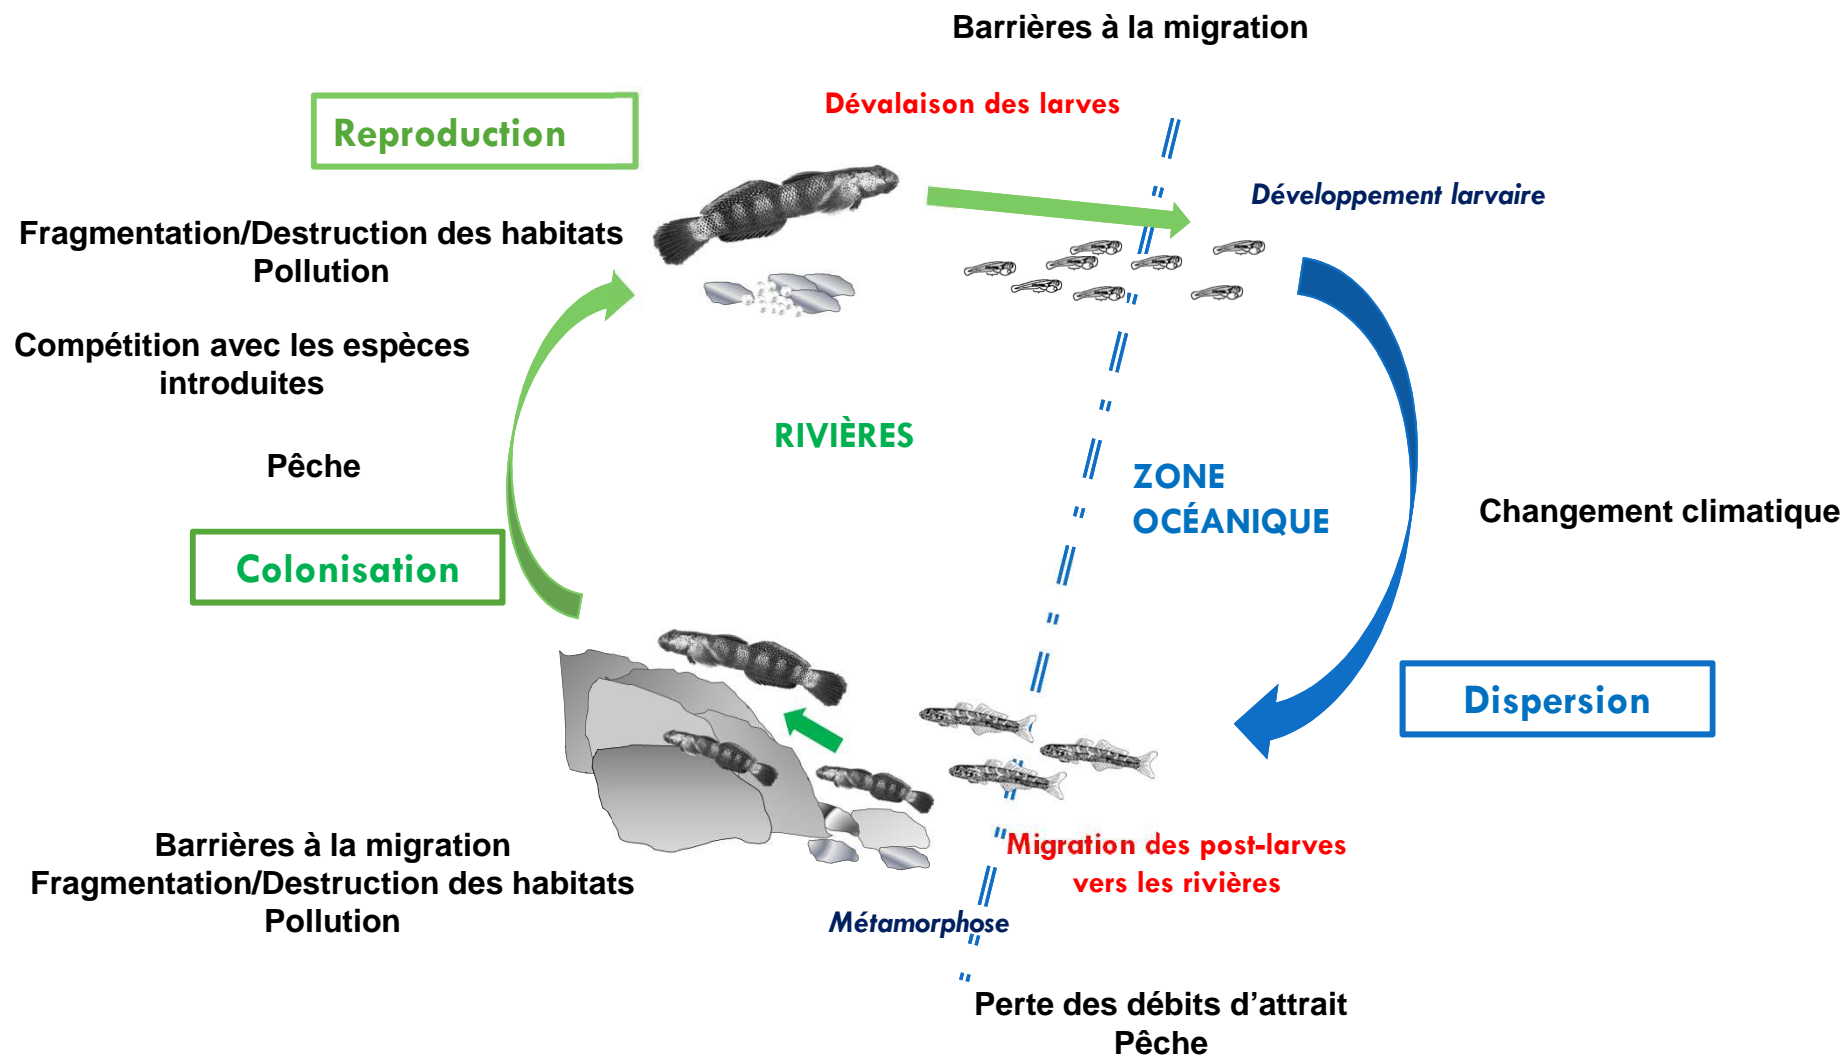 Barrières à la migration
Dévalaison des larves
Reproduction
Développement larvaire
Fragmentation/Destruction des habitats
Pollution
Compétition avec les espèces
introduites
RIVIÈRES
Pêche
ZONE
OCÉANIQUE
Changement climatique
Colonisation
Dispersion
Barrières à la migration
Fragmentation/Destruction des habitats
Pollution
Migration des post-larves
vers les rivières
Métamorphose
Perte des débits d’attrait
Pêche